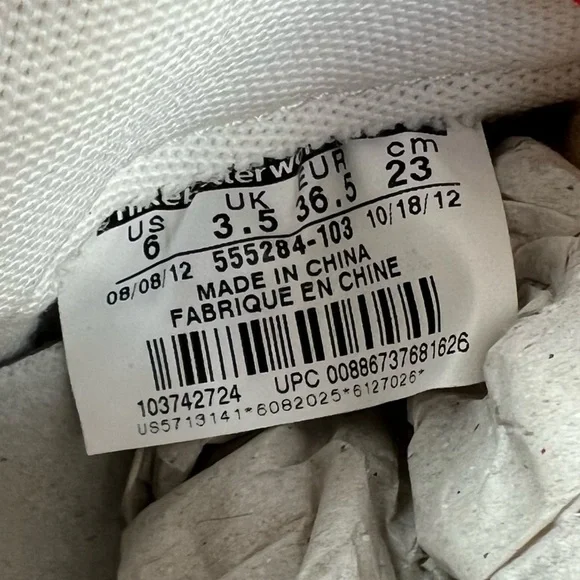 US UK EUR cm
6 3.5 36.5 23
08/08/12 555284-103 10/18/12
MADE IN CHINA
FABRIQUE EN CHINE
103742724 UPC 00886737681626
US5713141*6082025*6127026*